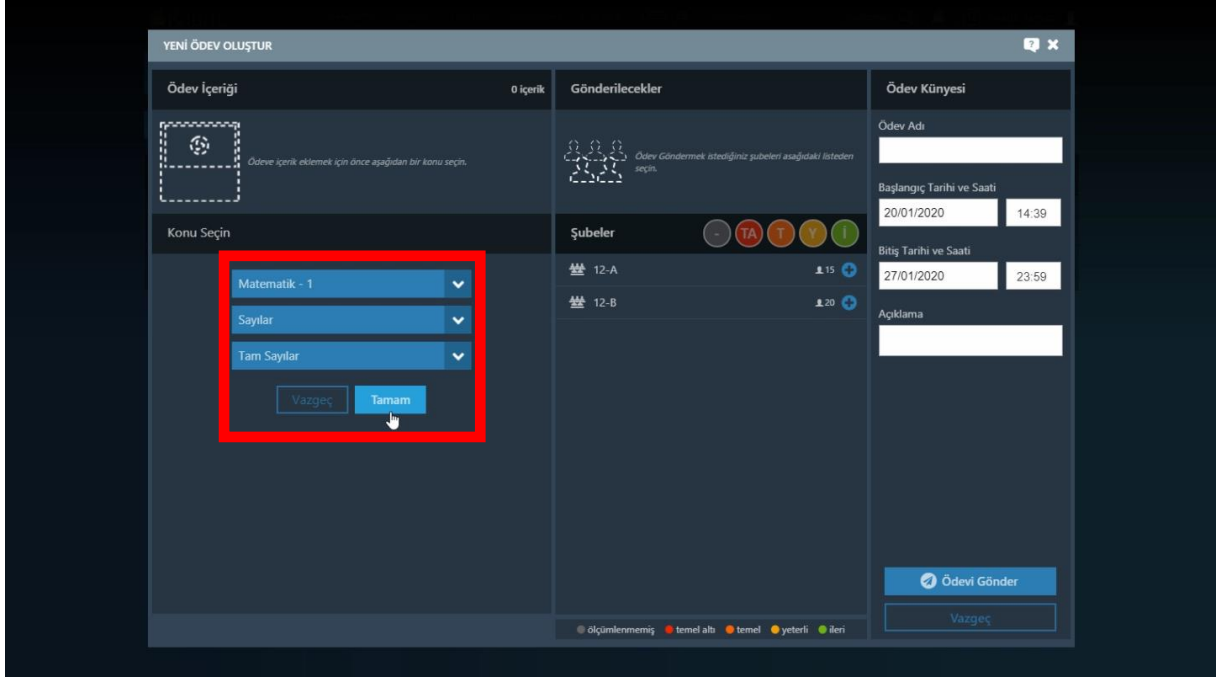 YENİ ÖDEV OLUŞTUR
Ödev İçeriği
0 içerik
Ödeve içerik eklemek için önce aşağıdan bir konu seçin.
Konu Seçin
Matematik - 1
Sayılar
Tam Sayılar
Vazgeç
Tamam
Gönderilecekler
Ödev Göndermek istediğiniz şubeleri asağıdaki listeden
seçin.
Şubeler
- TA T Y İ
12-A 15
12-B 20
ölçümlenmemiş temel altı temel yeterli ileri
Ödev Künyesi
Ödev Adı
Başlangıç Tarihi ve Saati
20/01/2020 14:39
Bitiş Tarihi ve Saati
27/01/2020 23:59
Açıklama
Ödevi Gönder
Vazgeç